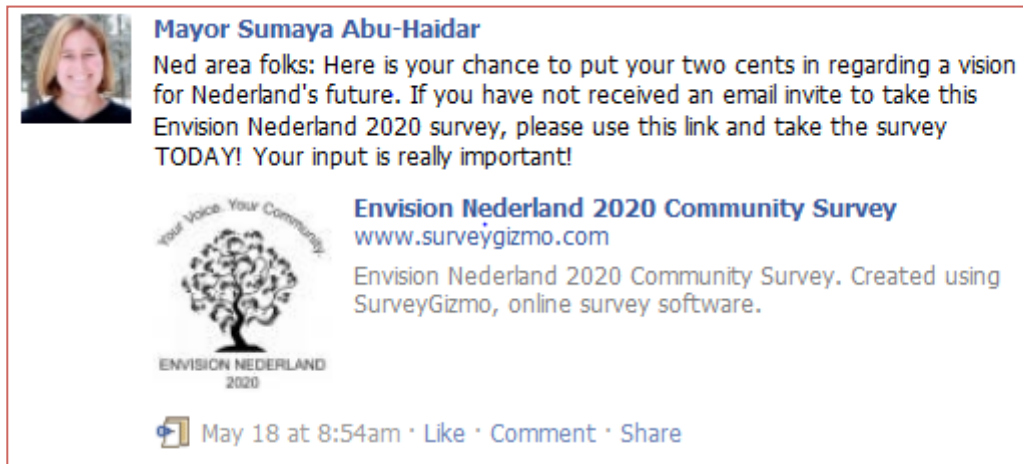 Mayor Sumaya Abu-Haidar
Ned area folks: Here is your chance to put your two cents in regarding a vision
for Nederland's future. If you have not received an email invite to take this
Envision Nederland 2020 survey, please use this link and take the survey
TODAY! Your input is really important!
Your Voice. Your Community.
ENVISION NEDERLAND
2020
Envision Nederland 2020 Community Survey
www.surveygizmo.com
Envision Nederland 2020 Community Survey. Created using
SurveyGizmo, online survey software.
May 18 at 8:54am · Like · Comment · Share